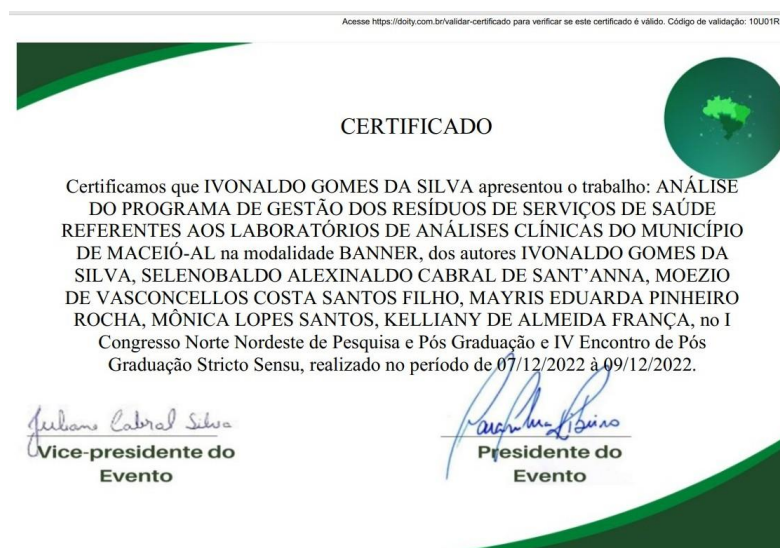 Acesse https://doity.com.br/validar-certificado para verificar se este certificado é válido. Código de validação: 10U01R
CERTIFICADO
Certificamos que IVONALDO GOMES DA SILVA apresentou o trabalho: ANÁLISE
DO PROGRAMA DE GESTÃO DOS RESÍDUOS DE SERVIÇOS DE SAÚDE
REFERENTES AOS LABORATÓRIOS DE ANÁLISES CLÍNICAS DO MUNICÍPIO
DE MACEIÓ-AL na modalidade BANNER, dos autores IVONALDO GOMES DA
SILVA, SELENOBALDO ALEXINALDO CABRAL DE SANT’ANNA, MOEZIO
DE VASCONCELLOS COSTA SANTOS FILHO, MAYRIS EDUARDA PINHEIRO
ROCHA, MÔNICA LOPES SANTOS, KELLIANY DE ALMEIDA FRANÇA, no I
Congresso Norte Nordeste de Pesquisa e Pós Graduação e IV Encontro de Pós
Graduação Stricto Sensu, realizado no período de 07/12/2022 à 09/12/2022.
Juliane Cabral Silva
Vice-presidente do
Evento
Presidente do
Evento